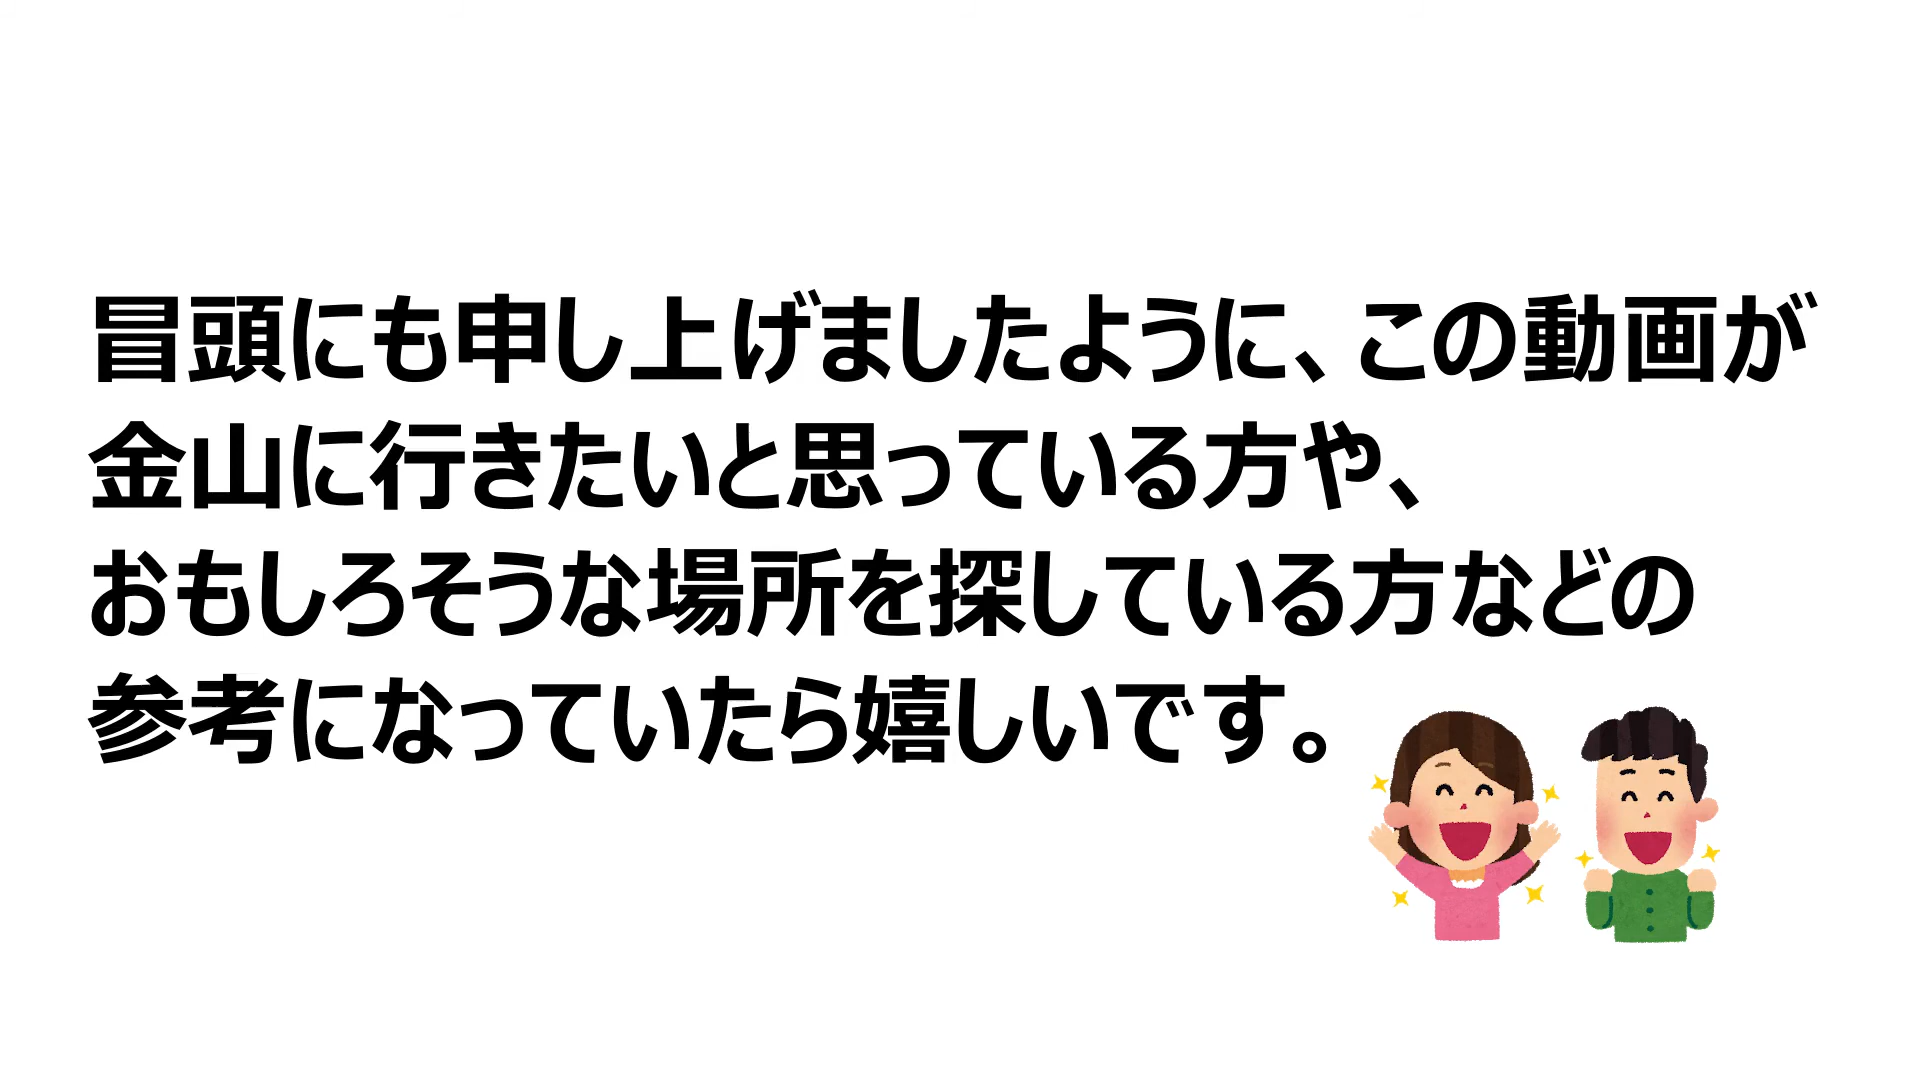 冒頭にも申し上げましたように、この動画が
金山に行きたいと思っている方や、
おもしろそうな場所を探している方などの
参考になっていたら嬉しいです。